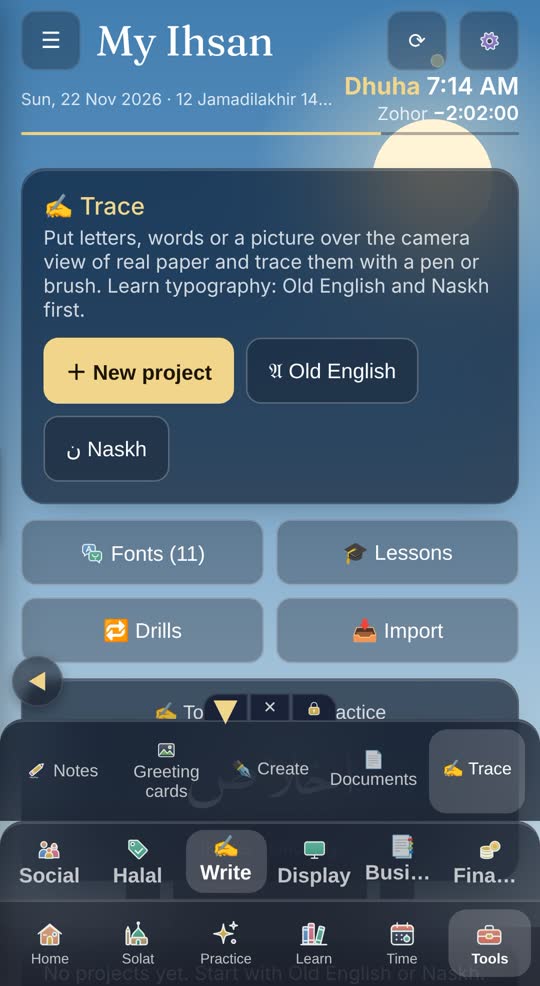 ☰ My Ihsan
Sun, 22 Nov 2026 · 12 Jamadilakhir 14…
Dhuha 7:14 AM
Zohor −2:02:00
✍️ Trace
Put letters, words or a picture over the camera
view of real paper and trace them with a pen or
brush. Learn typography: Old English and Naskh
first.
+ New project
𝔄 Old English
ن Naskh
Fonts (11)
Lessons
Drills
Import
Notes
Greeting
cards
Create
Documents
Trace
Social
Halal
Write
Display
Busi…
Fina…
Home
Solat
Practice
Learn
Time
Tools
No projects yet. Start with Old English or Naskh.